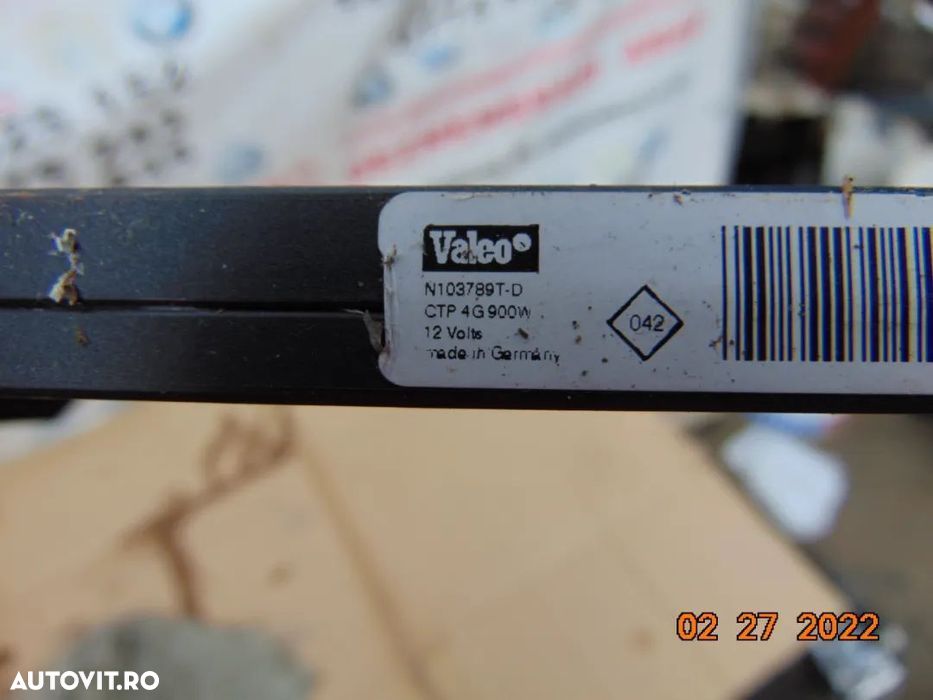 Valeo
N103789T-D
CTP 4G 900W
12 Volts
made in Germany
042
02 27 2022
AUTOVIT.RO